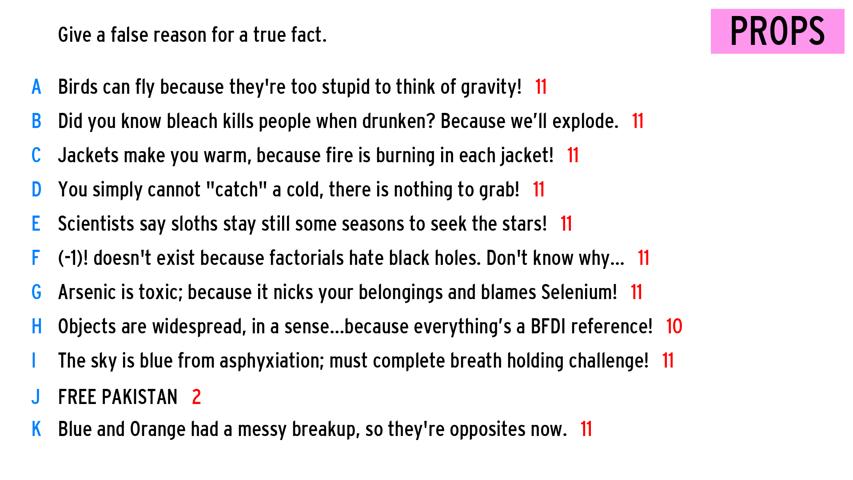 Give a false reason for a true fact.
PROPS
A Birds can fly because they're too stupid to think of gravity! 11
B Did you know bleach kills people when drunken? Because we’ll explode. 11
C Jackets make you warm, because fire is burning in each jacket! 11
D You simply cannot "catch" a cold, there is nothing to grab! 11
E Scientists say sloths stay still some seasons to seek the stars! 11
F (-1)! doesn't exist because factorials hate black holes. Don't know why... 11
G Arsenic is toxic; because it nicks your belongings and blames Selenium! 11
H Objects are widespread, in a sense...because everything’s a BFDI reference! 10
I The sky is blue from asphyxiation; must complete breath holding challenge! 11
J FREE PAKISTAN 2
K Blue and Orange had a messy breakup, so they're opposites now. 11